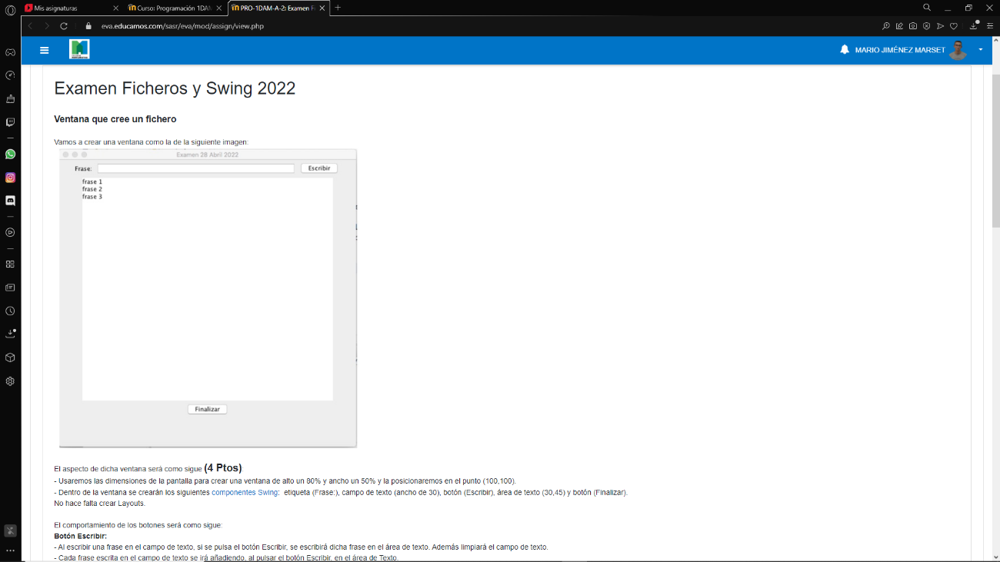 Mis asignaturas
Curso: Programación 1DAM
PRO-1DAM-A-2: Examen Fi
eva.educamos.com/sasr/eva/mod/assign/view.php
MARIO JIMÉNEZ MARSET
Examen Ficheros y Swing 2022
Ventana que cree un fichero
Vamos a crear una ventana como la de la siguiente imagen:
Examen 28 Abril 2022
Frase:
Escribir
frase 1
frase 2
frase 3
Finalizar
El aspecto de dicha ventana será como sigue (4 Ptos)
- Usaremos las dimensiones de la pantalla para crear una ventana de alto un 80% y ancho un 50% y la posicionaremos en el punto (100,100).
- Dentro de la ventana se crearán los siguientes componentes Swing: etiqueta (Frase:), campo de texto (ancho de 30), botón (Escribir), área de texto (30,45) y botón (Finalizar).
No hace falta crear Layouts.
El comportamiento de los botones será como sigue:
Botón Escribir:
- Al escribir una frase en el campo de texto, si se pulsa el botón Escribir, se escribirá dicha frase en el área de texto. Además limpiará el campo de texto.
- Cada frase escrita en el campo de texto se irá añadiendo, al pulsar el botón Escribir, en el área de Texto.